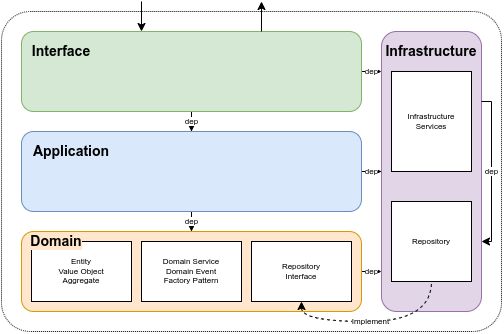 Interface
Infrastructure
dep
Infrastructure
Services
dep
Application
dep
dep
dep
Domain
Entity
Value Object
Aggregate
Domain Service
Domain Event
Factory Pattern
Repository
Interface
dep
Repository
implement